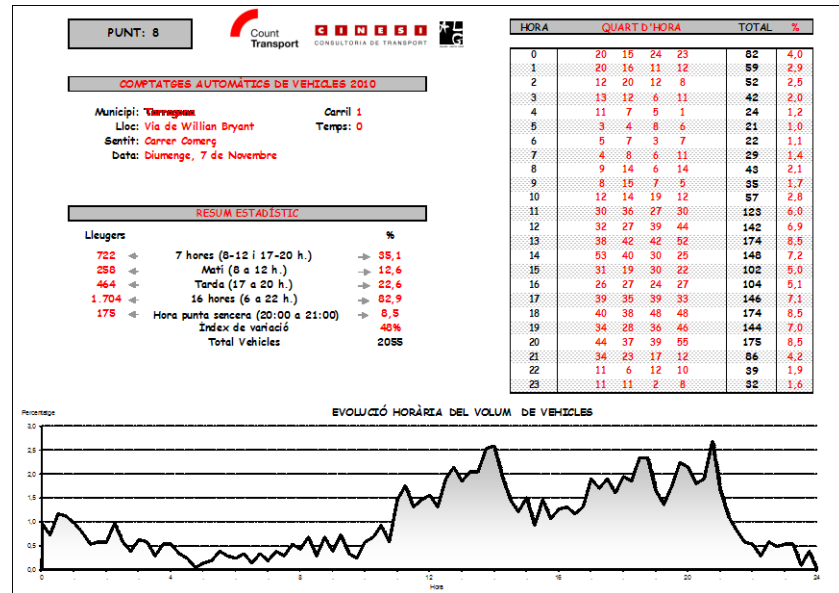 PUNT: 8
Count
Transport
CINESI
CONSULTORIA DE TRANSPORT
COMPTATGES AUTOMÀTICS DE VEHICLES 2010
Municipi: Carril 1
Lloc: Via de Willian Bryant Temps: 0
Sentit: Carrer Comerç
Data: Diumenge, 7 de Novembre
RESUM ESTADÍSTIC
Lleugers %
722 7 hores (8-12 i 17-20 h.) 35,1
258 Matí (8 a 12 h.) 12,6
464 Tarda (17 a 20 h.) 22,6
1.704 16 hores (6 a 22 h.) 82,9
175 Hora punta sencera (20:00 a 21:00) 8,5
Índex de variació 48%
Total Vehicles 2055
HORA QUART D'HORA TOTAL %
0 20 15 24 23 82 4,0
1 20 16 11 12 59 2,9
2 12 20 12 8 52 2,5
3 13 12 6 11 42 2,0
4 11 7 5 1 24 1,2
5 3 4 8 6 21 1,0
6 5 7 3 7 22 1,1
7 4 8 6 11 29 1,4
8 9 14 6 14 43 2,1
9 8 15 7 5 35 1,7
10 12 14 19 12 57 2,8
11 30 36 27 30 123 6,0
12 32 27 39 44 142 6,9
13 38 42 42 52 174 8,5
14 53 40 30 25 148 7,2
15 31 19 30 22 102 5,0
16 26 27 24 27 104 5,1
17 39 35 39 33 146 7,1
18 40 38 48 48 174 8,5
19 34 28 36 46 144 7,0
20 44 37 39 55 175 8,5
21 34 23 17 12 86 4,2
22 11 6 12 10 39 1,9
23 11 11 2 8 32 1,6
Percentatge
EVOLUCIÓ HORÀRIA DEL VOLUM DE VEHICLES
3,0
2,5
2,0
1,5
1,0
0,5
0,0
0 4 8 12 16 20 24
Hora